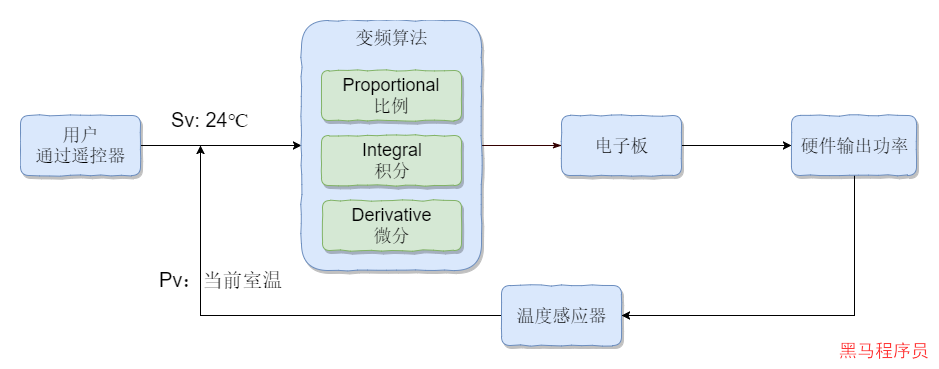 变频算法
Proportional
比例
用户
通过遥控器
Sv: 24℃
Integral
积分
电子板
硬件输出功率
Derivative
微分
Pv：当前室温
温度感应器
黑马程序员